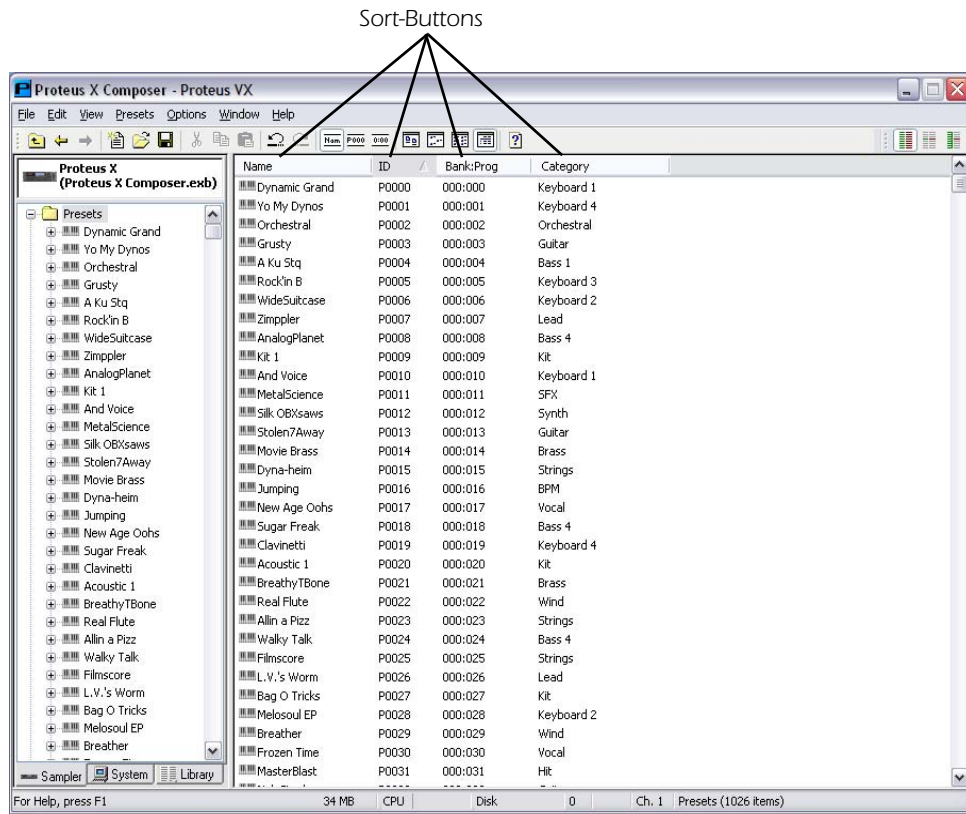 Sort-Buttons
Proteus X Composer - Proteus VX
File Edit View Presets Options Window Help
Nam P000 0:00
Proteus X
(Proteus X Composer.exb)
Presets
Dynamic Grand
Yo My Dynos
Orchestral
Grusty
A Ku Stq
Rock'in B
WideSuitcase
Zimppler
AnalogPlanet
Kit 1
And Voice
MetalScience
Silk OBXsaws
Stolen7Away
Movie Brass
Dyna-heim
Jumping
New Age Oohs
Sugar Freak
Clavinetti
Acoustic 1
BreathyTBone
Real Flute
Allin a Pizz
Walky Talk
Filmscore
L.V.'s Worm
Bag O Tricks
Melosoul EP
Breather
Sampler System Library
Name ID Bank:Prog Category
Dynamic Grand P0000 000:000 Keyboard 1
Yo My Dynos P0001 000:001 Keyboard 4
Orchestral P0002 000:002 Orchestral
Grusty P0003 000:003 Guitar
A Ku Stq P0004 000:004 Bass 1
Rock'in B P0005 000:005 Keyboard 3
WideSuitcase P0006 000:006 Keyboard 2
Zimppler P0007 000:007 Lead
AnalogPlanet P0008 000:008 Bass 4
Kit 1 P0009 000:009 Kit
And Voice P0010 000:010 Keyboard 1
MetalScience P0011 000:011 SFX
Silk OBXsaws P0012 000:012 Synth
Stolen7Away P0013 000:013 Guitar
Movie Brass P0014 000:014 Brass
Dyna-heim P0015 000:015 Strings
Jumping P0016 000:016 BPM
New Age Oohs P0017 000:017 Vocal
Sugar Freak P0018 000:018 Bass 4
Clavinetti P0019 000:019 Keyboard 4
Acoustic 1 P0020 000:020 Kit
BreathyTBone P0021 000:021 Brass
Real Flute P0022 000:022 Wind
Allin a Pizz P0023 000:023 Strings
Walky Talk P0024 000:024 Bass 4
Filmscore P0025 000:025 Strings
L.V.'s Worm P0026 000:026 Lead
Bag O Tricks P0027 000:027 Kit
Melosoul EP P0028 000:028 Keyboard 2
Breather P0029 000:029 Wind
Frozen Time P0030 000:030 Vocal
MasterBlast P0031 000:031 Hit
For Help, press F1 34 MB CPU Disk 0 Ch. 1 Presets (1026 items)